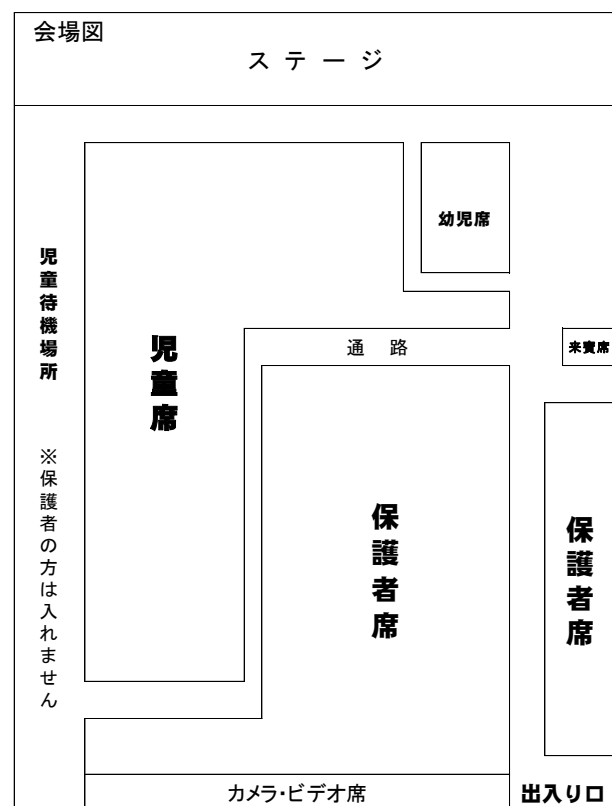 会場図
ステージ
幼児席
児童待機場所
児童席
通 路
来賓席
※保護者の方は入れません
保護者席
保護者席
カメラ・ビデオ席
出入り口